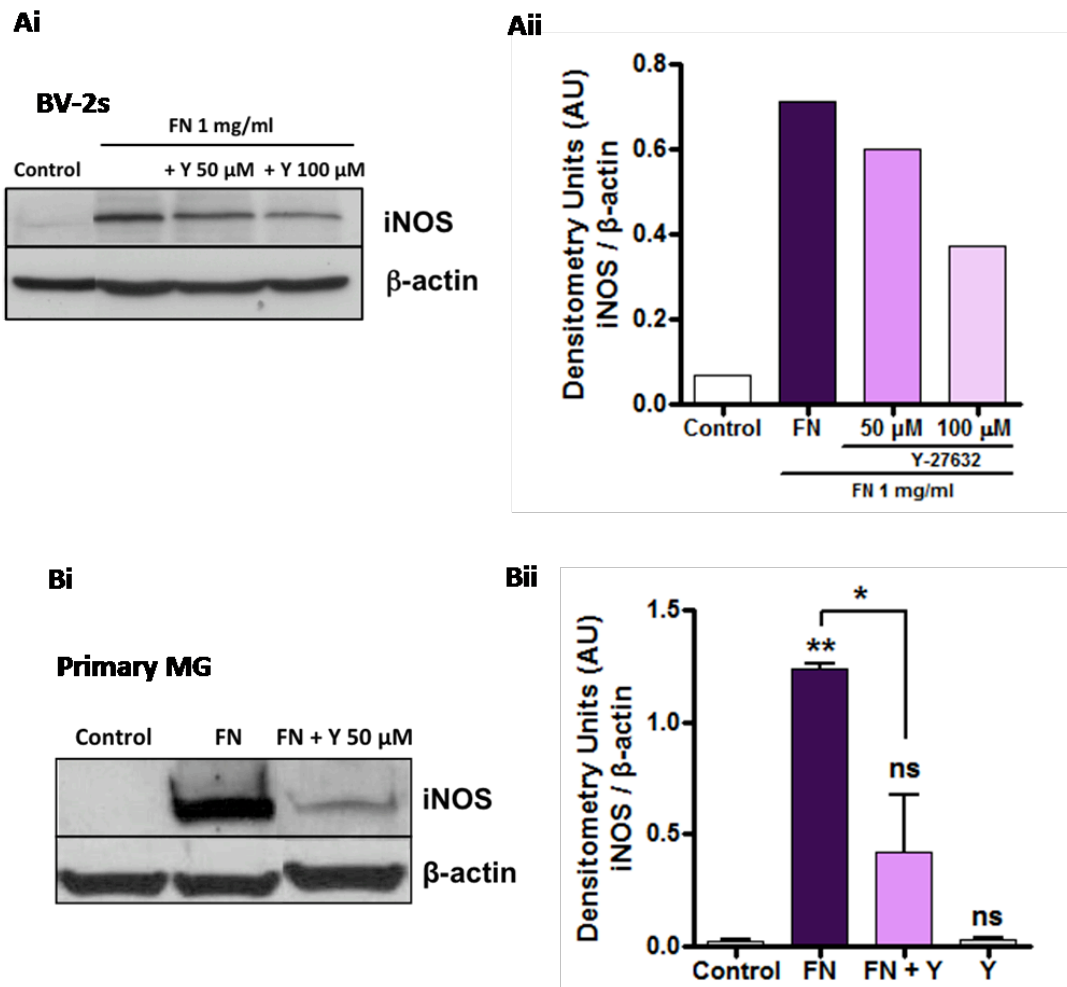 Ai
BV-2s
FN 1 mg/ml
Control + Y 50 µM + Y 100 µM
iNOS
β-actin
Aii
Densitometry Units (AU)
iNOS / β-actin
0.8
0.6
0.4
0.2
0.0
Control FN 50 µM 100 µM
Y-27632
FN 1 mg/ml
Bi
Primary MG
Control FN FN + Y 50 µM
iNOS
β-actin
Bii
Densitometry Units (AU)
iNOS / β-actin
1.5
1.0
0.5
0.0
*
**
ns
ns
Control FN FN + Y Y